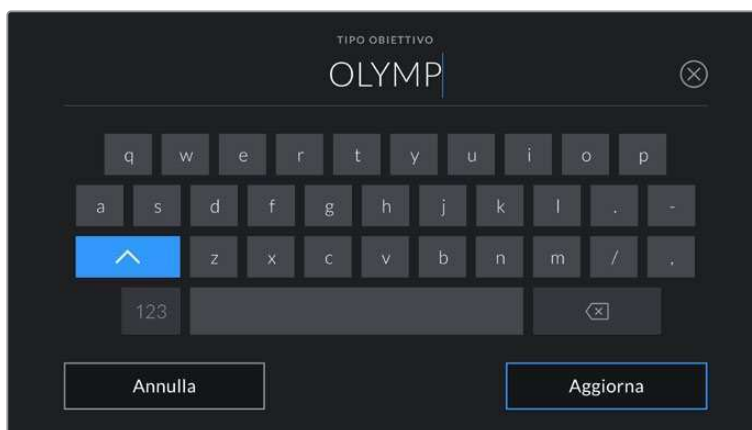 TIPO OBIETTIVO
OLYMP
q w e r t y u i o p
a s d f g h j k l . -
z x c v b n m / ,
123
Annulla Aggiorna